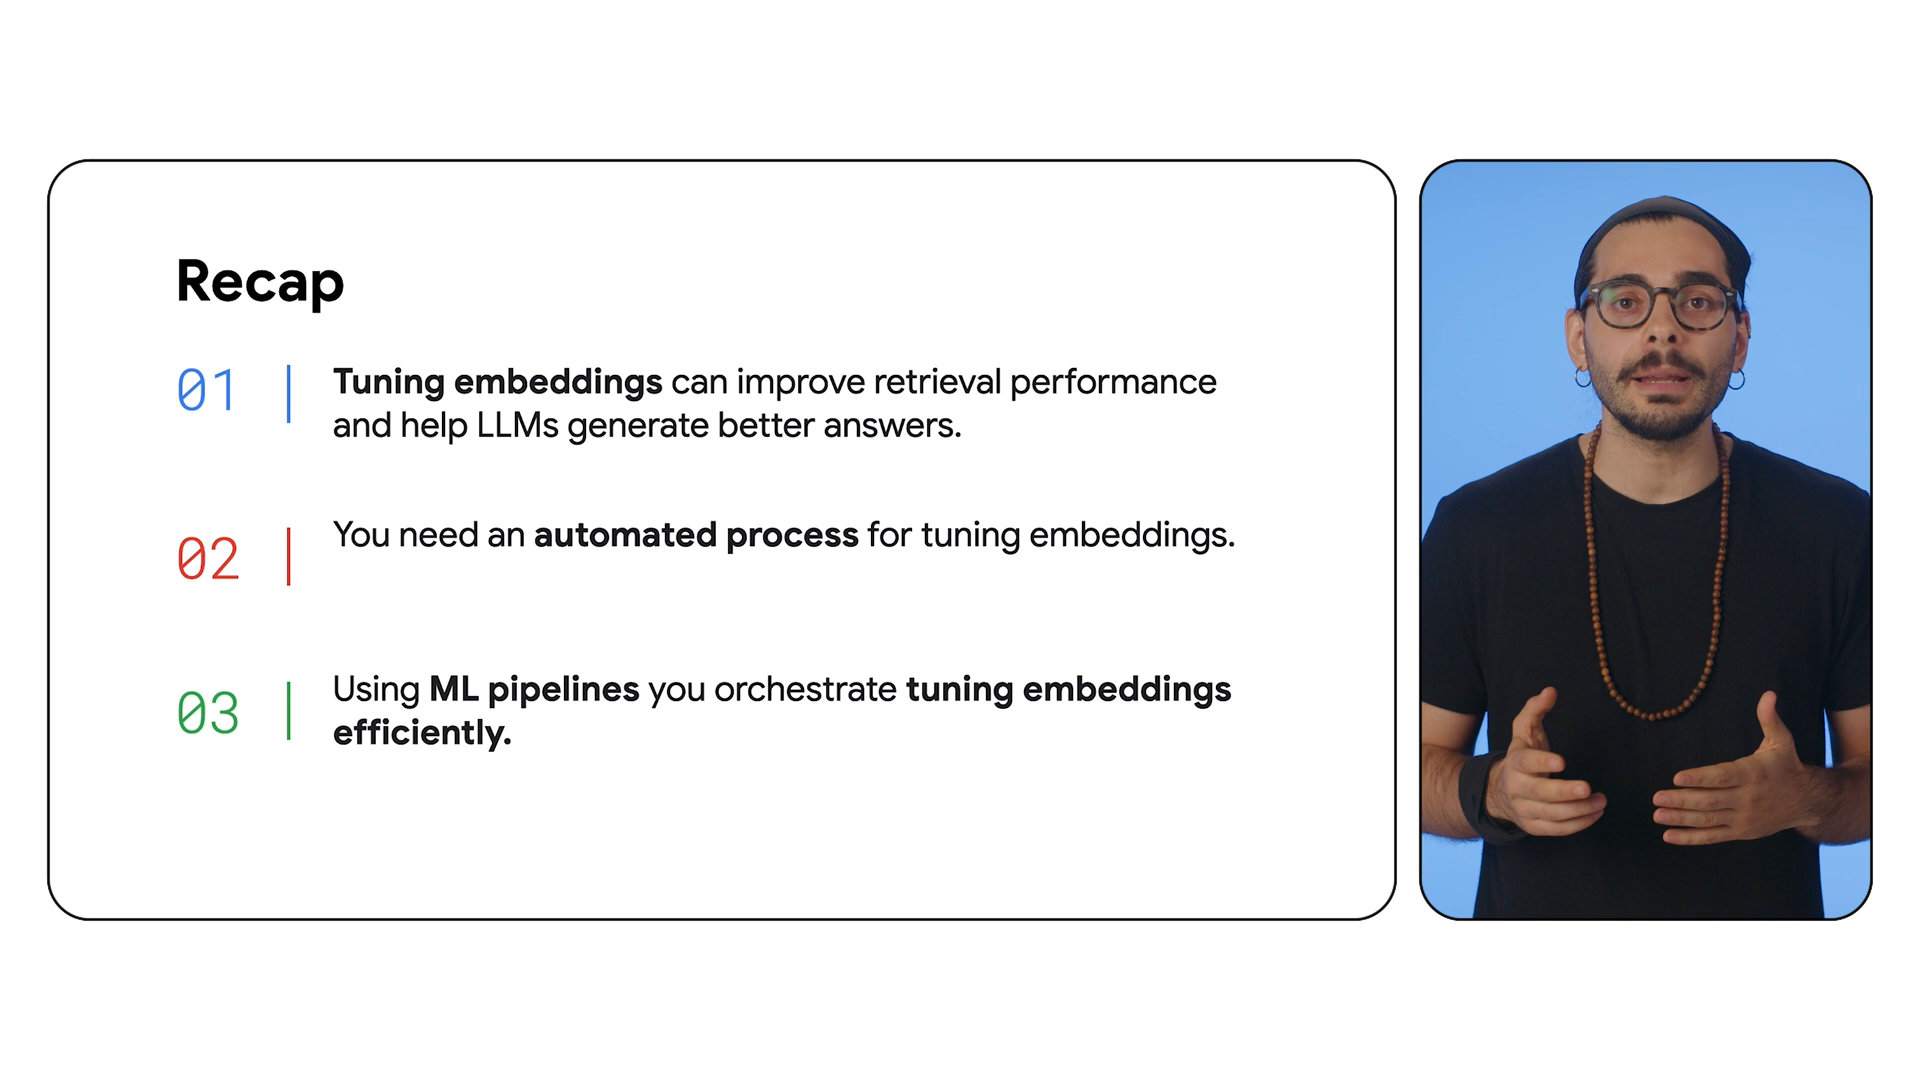 Recap
01
Tuning embeddings can improve retrieval performance
and help LLMs generate better answers.
02
You need an automated process for tuning embeddings.
03
Using ML pipelines you orchestrate tuning embeddings
efficiently.